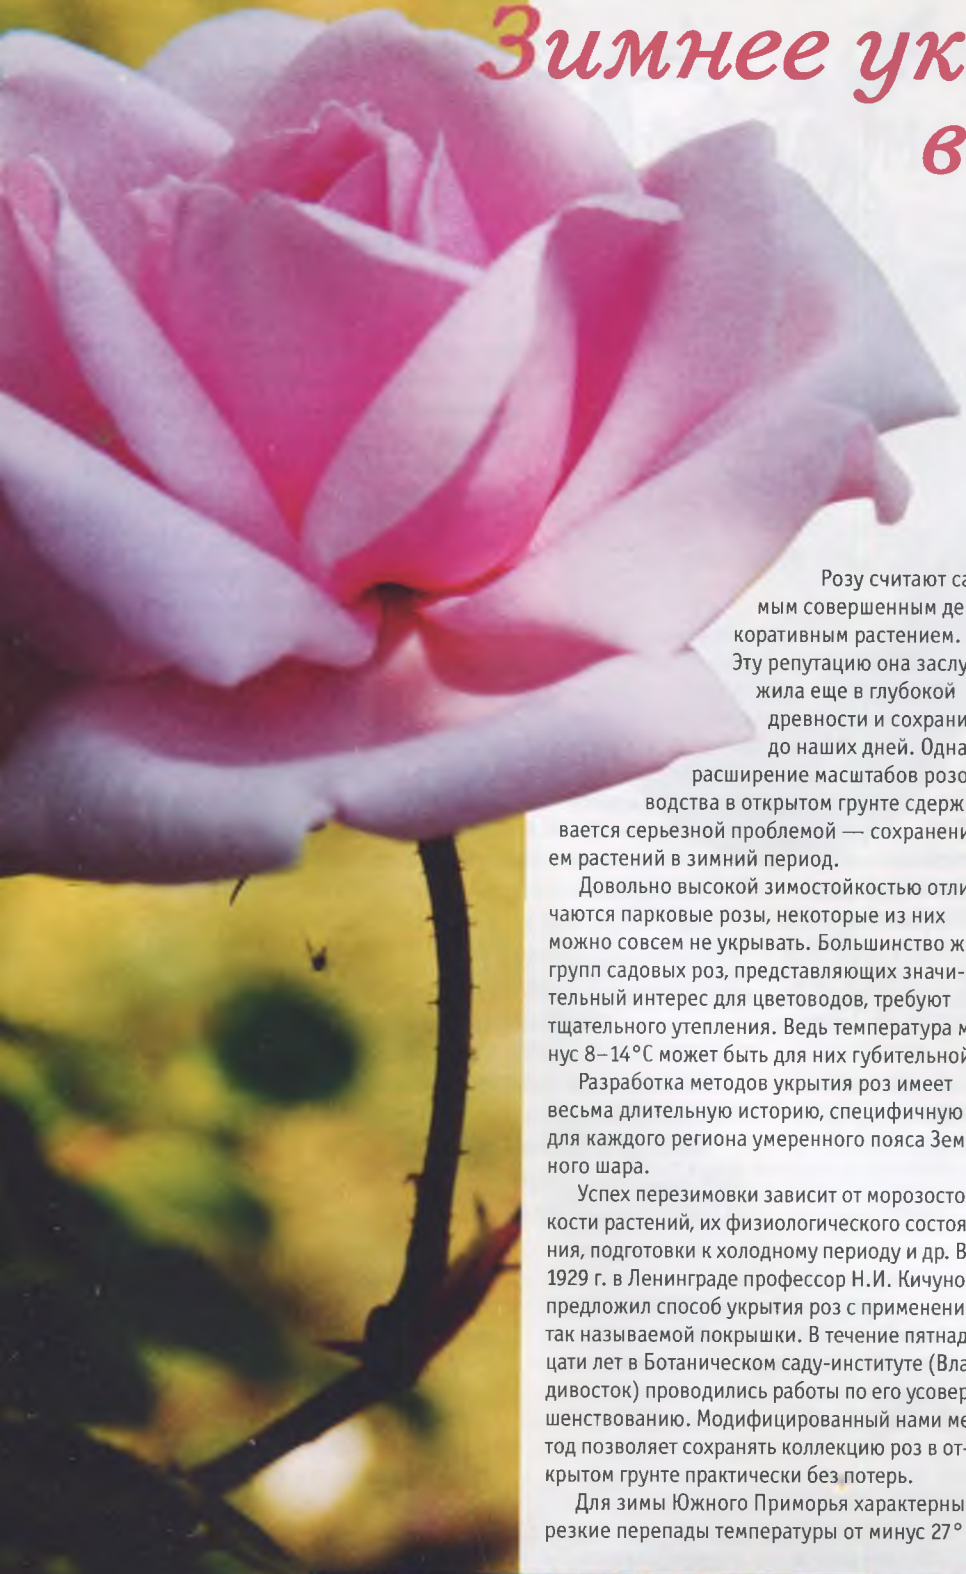 Зимнее ук
в
Розу считают са
мым совершенным де
коративным растением.
Эту репутацию она заслу
жила еще в глубокой
древности и сохрани
до наших дней. Одна
расширение масштабов розо
водства в открытом грунте сдерж
вается серьезной проблемой — сохранени
ем растений в зимний период.
Довольно высокой зимостойкостью отли
чаются парковые розы, некоторые из них
можно совсем не укрывать. Большинство ж
групп садовых роз, представляющих значи-
тельный интерес для цветоводов, требуют
тщательного утепления. Ведь температура м
нус 8–14°С может быть для них губительной
Разработка методов укрытия роз имеет
весьма длительную историю, специфичную
для каждого региона умеренного пояса Зем
ного шара.
Успех перезимовки зависит от морозосто
кости растений, их физиологического состоя
ния, подготовки к холодному периоду и др. В
1929 г. в Ленинграде профессор Н.И. Кичуно
предложил способ укрытия роз с применени
так называемой покрышки. В течение пятнад
цати лет в Ботаническом саду-институте (Вла
дивосток) проводились работы по его усовер
шенствованию. Модифицированный нами ме
тод позволяет сохранять коллекцию роз в от-
крытом грунте практически без потерь.
Для зимы Южного Приморья характерны
резкие перепады температуры от минус 27°